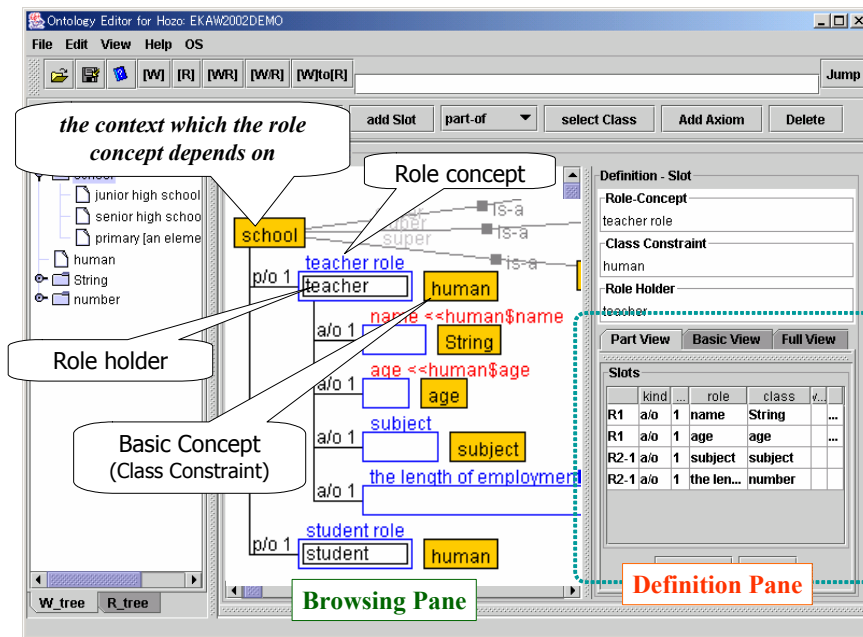 Ontology Editor for Hozo: EKAW2002DEMO
File Edit View Help OS
[W] [R] [WR] [W/R] [W]to[R] Jump
add Slot part-of select Class Add Axiom Delete
the context which the role
concept depends on
school
junior high school
senior high schoo
primary [an eleme
human
String
number
Role concept
school
super
is-a
is-a
is-a
teacher role
p/o 1 teacher human
name <<human$name
a/o 1 String
age <<human$age
a/o 1 age
subject
a/o 1 subject
the length of employment
a/o 1
student role
p/o 1 student human
Role holder
Basic Concept
(Class Constraint)
W_tree R_tree
Browsing Pane
Definition - Slot
Role-Concept
teacher role
Class Constraint
human
Role Holder
teacher
Part View Basic View Full View
Slots
kind ... role class v...
R1 a/o 1 name String ...
R1 a/o 1 age age ...
R2-1 a/o 1 subject subject
R2-1 a/o 1 the len... number
Definition Pane